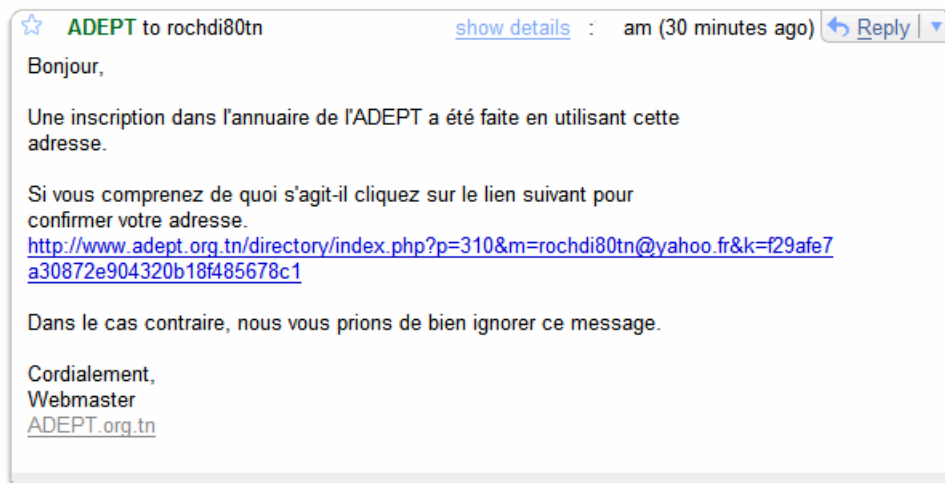 ADEPT to rochdi80tn show details : am (30 minutes ago) Reply
Bonjour,
Une inscription dans l'annuaire de l'ADEPT a été faite en utilisant cette
adresse.
Si vous comprenez de quoi s'agit-il cliquez sur le lien suivant pour
confirmer votre adresse.
http://www.adept.org.tn/directory/index.php?p=310&m=rochdi80tn@yahoo.fr&k=f29afe7
a30872e904320b18f485678c1
Dans le cas contraire, nous vous prions de bien ignorer ce message.
Cordialement,
Webmaster
ADEPT.org.tn